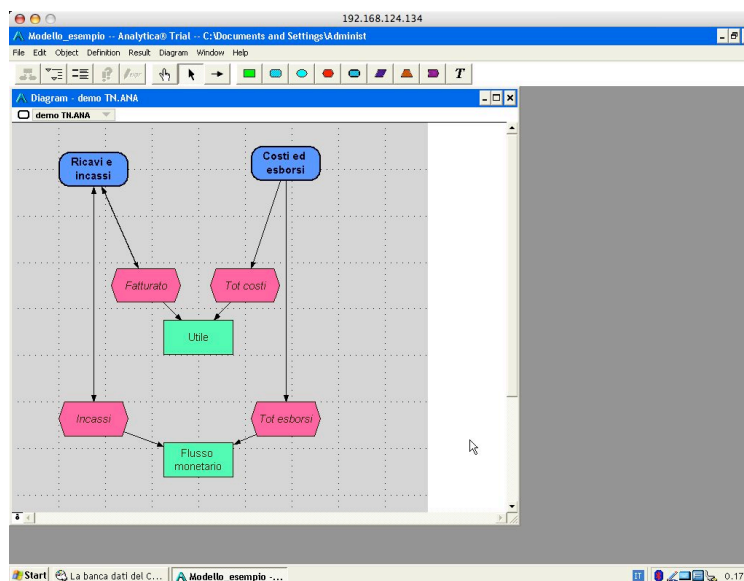 192.168.124.134
Modello_esempio -- Analytica® Trial -- C:\Documents and Settings\Administ
File Edit Object Definition Result Diagram Window Help
T
Diagram - demo TN.ANA
demo TN.ANA
Ricavi e
incassi
Costi ed
esborsi
Fatturato
Tot costi
Utile
Incassi
Tot esborsi
Flusso
monetario
Start La banca dati del C... Modello_esempio -... IT 0.17